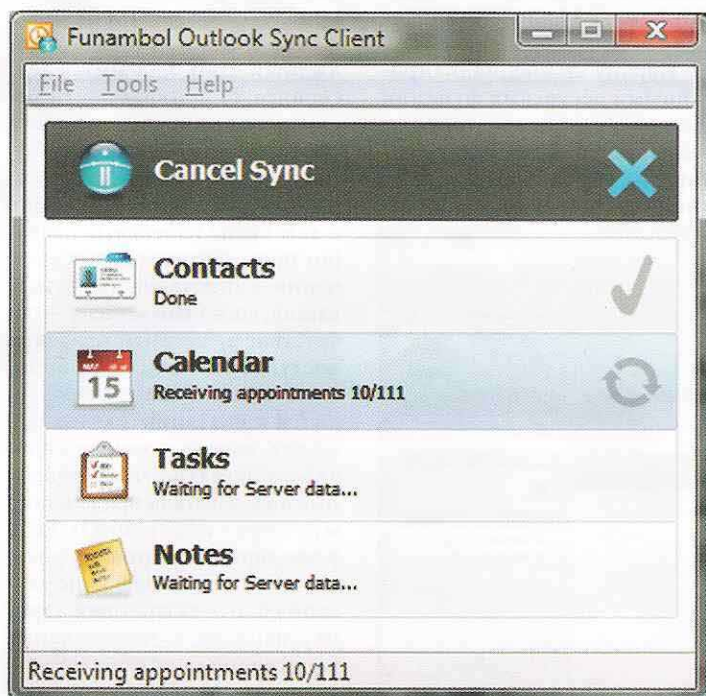 Funambol Outlook Sync Client
File Tools Help
Cancel Sync
Contacts
Done
Calendar
Receiving appointments 10/111
15
Tasks
Waiting for Server data...
Notes
Waiting for Server data...
Receiving appointments 10/111